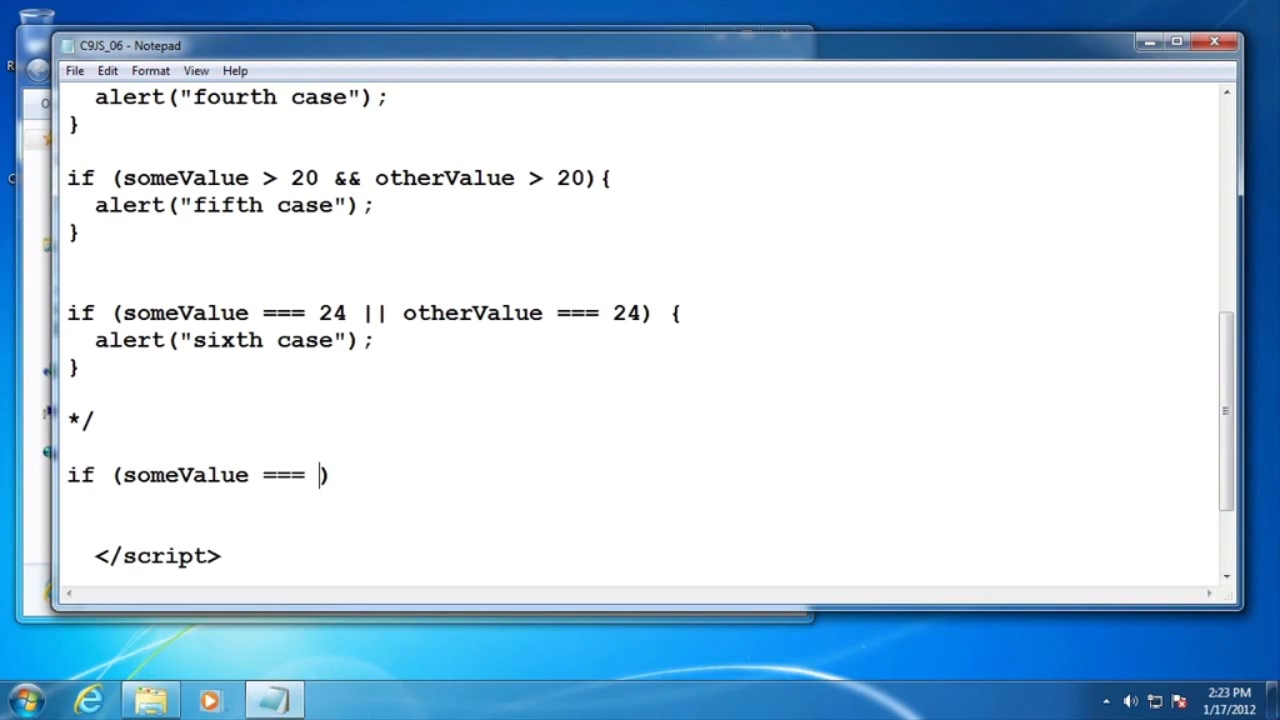 C9JS_06 - Notepad
File Edit Format View Help
alert("fourth case");
}
if (someValue > 20 && otherValue > 20){
alert("fifth case");
}
if (someValue === 24 || otherValue === 24) {
alert("sixth case");
}
*/
if (someValue === )
</script>
2:23 PM
1/17/2012